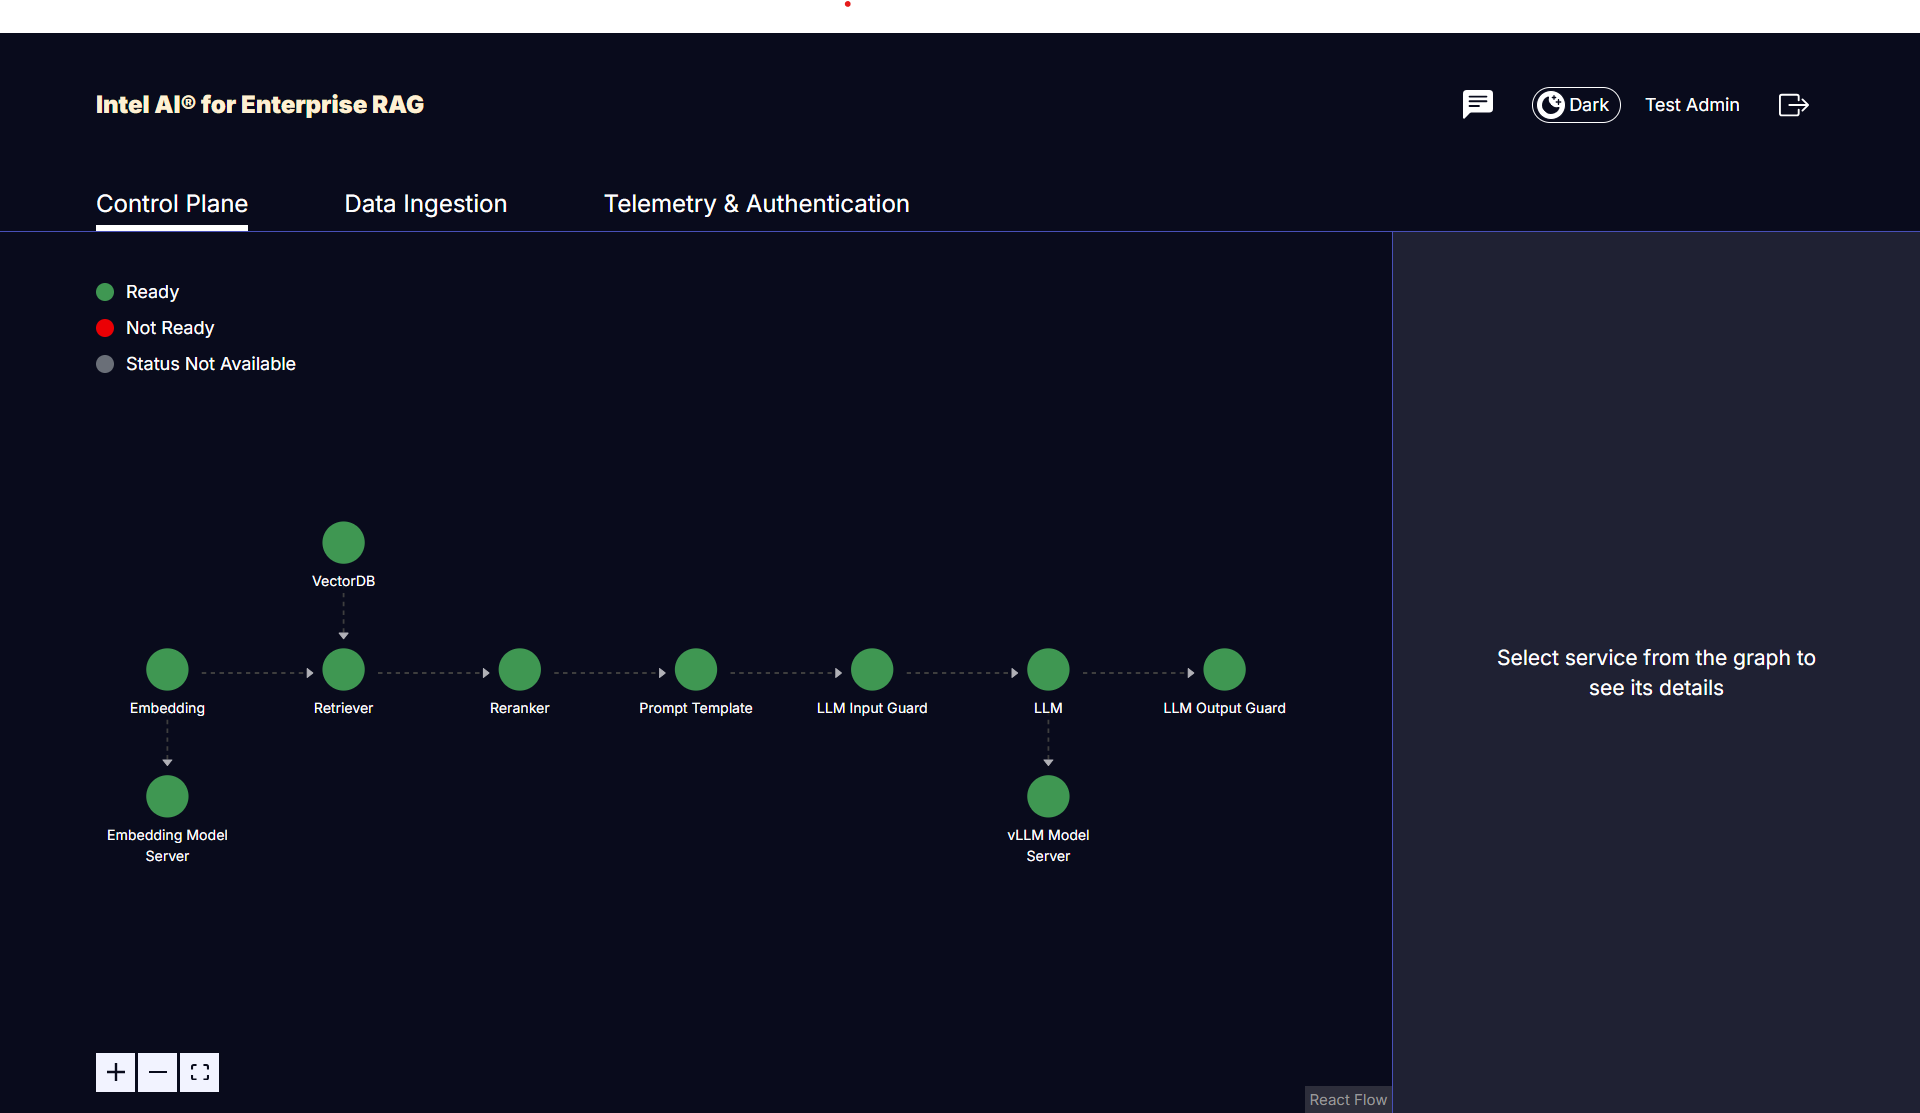 Intel AI® for Enterprise RAG
Dark
Test Admin
Control Plane
Data Ingestion
Telemetry & Authentication
Ready
Not Ready
Status Not Available
VectorDB
Embedding
Retriever
Reranker
Prompt Template
LLM Input Guard
LLM
LLM Output Guard
Embedding Model
Server
vLLM Model
Server
Select service from the graph to
see its details
React Flow